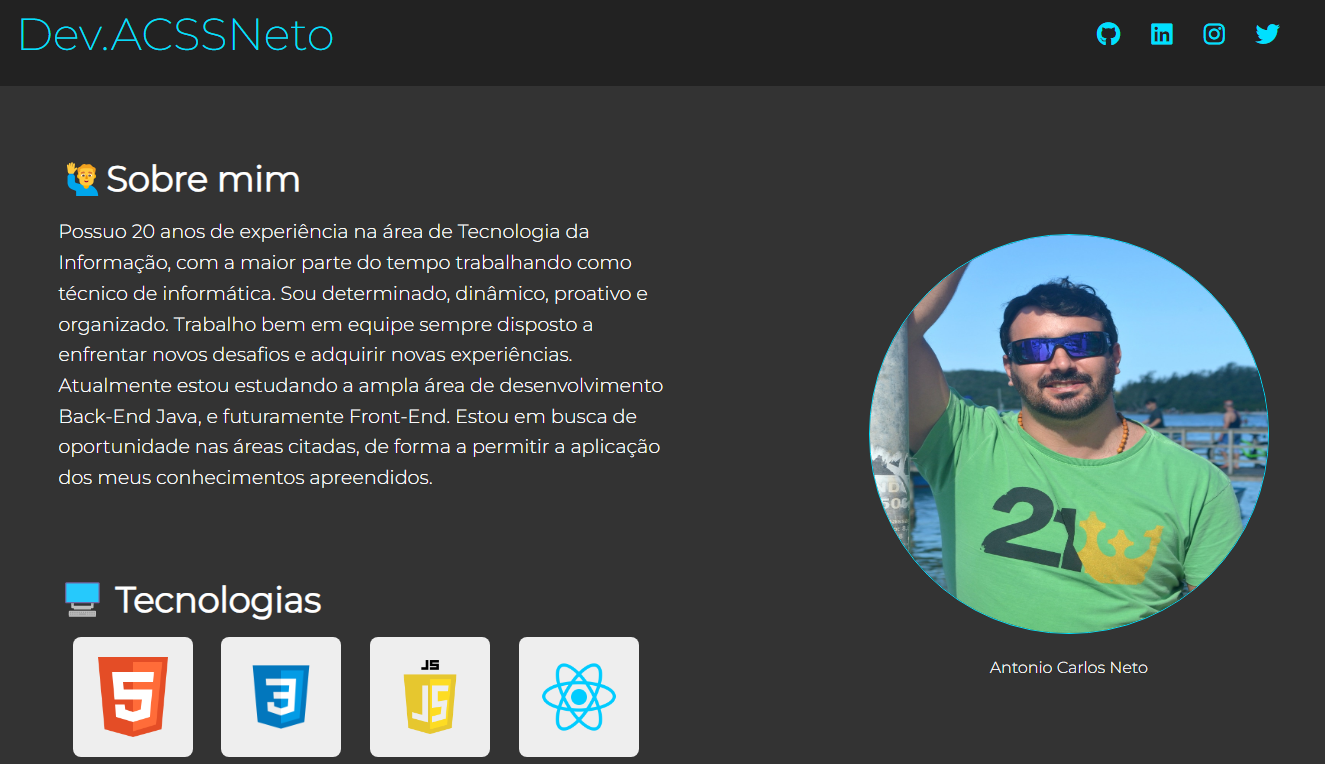 Dev.ACSSNeto
Sobre mim
Possuo 20 anos de experiência na área de Tecnologia da
Informação, com a maior parte do tempo trabalhando como
técnico de informática. Sou determinado, dinâmico, proativo e
organizado. Trabalho bem em equipe sempre disposto a
enfrentar novos desafios e adquirir novas experiências.
Atualmente estou estudando a ampla área de desenvolvimento
Back-End Java, e futuramente Front-End. Estou em busca de
oportunidade nas áreas citadas, de forma a permitir a aplicação
dos meus conhecimentos apreendidos.
21
Antonio Carlos Neto
Tecnologias
5
3
JS
JS